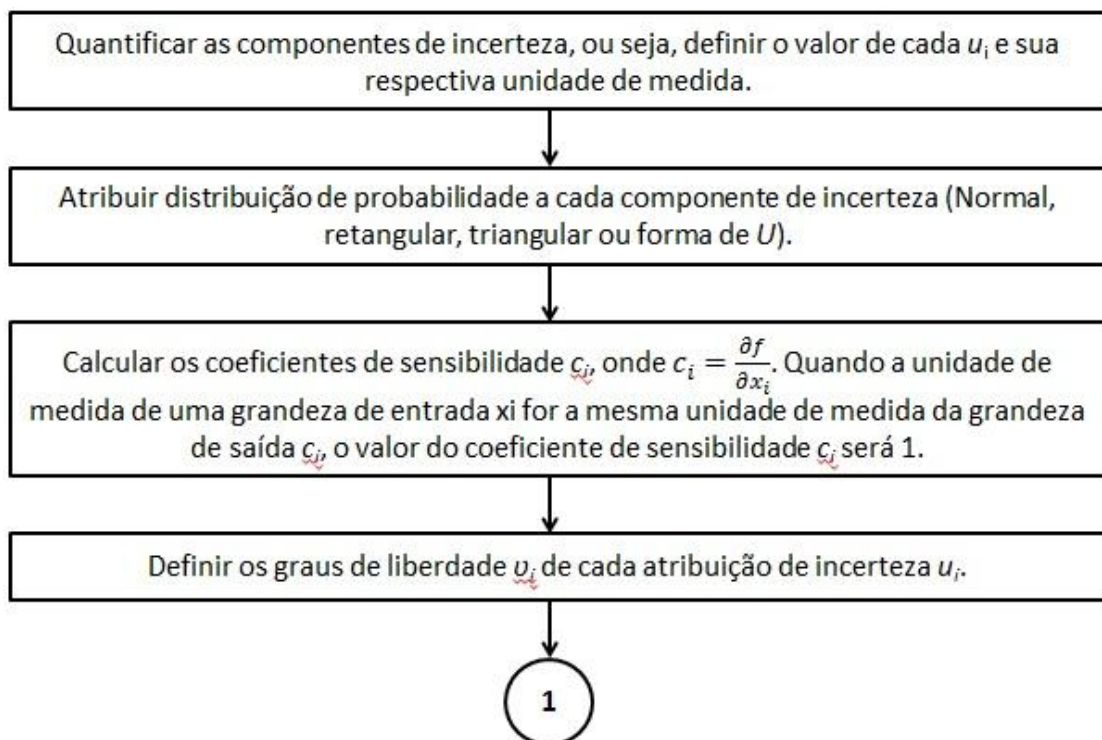 Quantificar as componentes de incerteza, ou seja, definir o valor de cada uᵢ e sua
respectiva unidade de medida.
Atribuir distribuição de probabilidade a cada componente de incerteza (Normal,
retangular, triangular ou forma de U).
Calcular os coeficientes de sensibilidade cᵢ, onde cᵢ = ∂f/∂xᵢ. Quando a unidade de
medida de uma grandeza de entrada xi for a mesma unidade de medida da grandeza
de saída cᵢ, o valor do coeficiente de sensibilidade cᵢ será 1.
Definir os graus de liberdade υᵢ de cada atribuição de incerteza uᵢ.
1